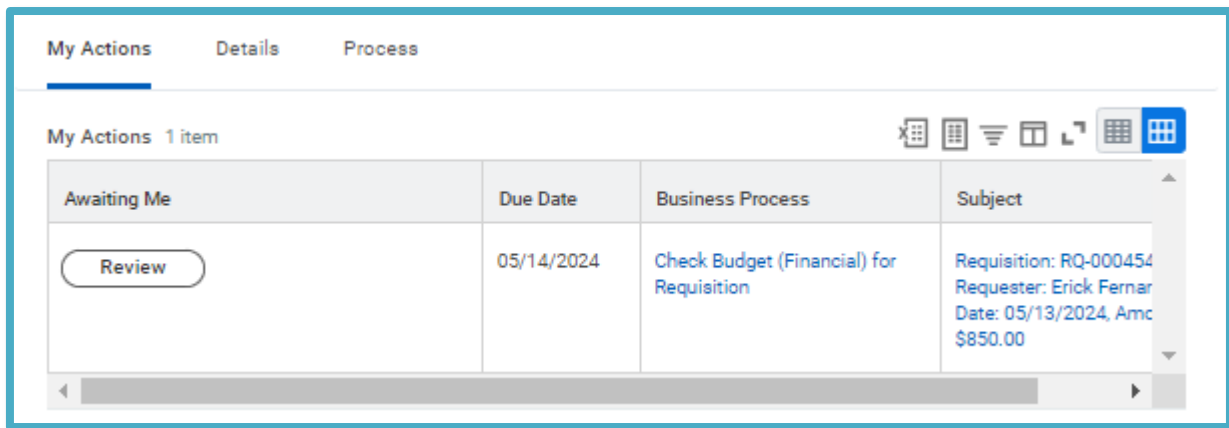 My Actions Details Process
My Actions 1 item
Awaiting Me Due Date Business Process Subject
Review 05/14/2024 Check Budget (Financial) for Requisition: RQ-000454
Requisition Requester: Erick Fernar
Date: 05/13/2024, Amo
$850.00